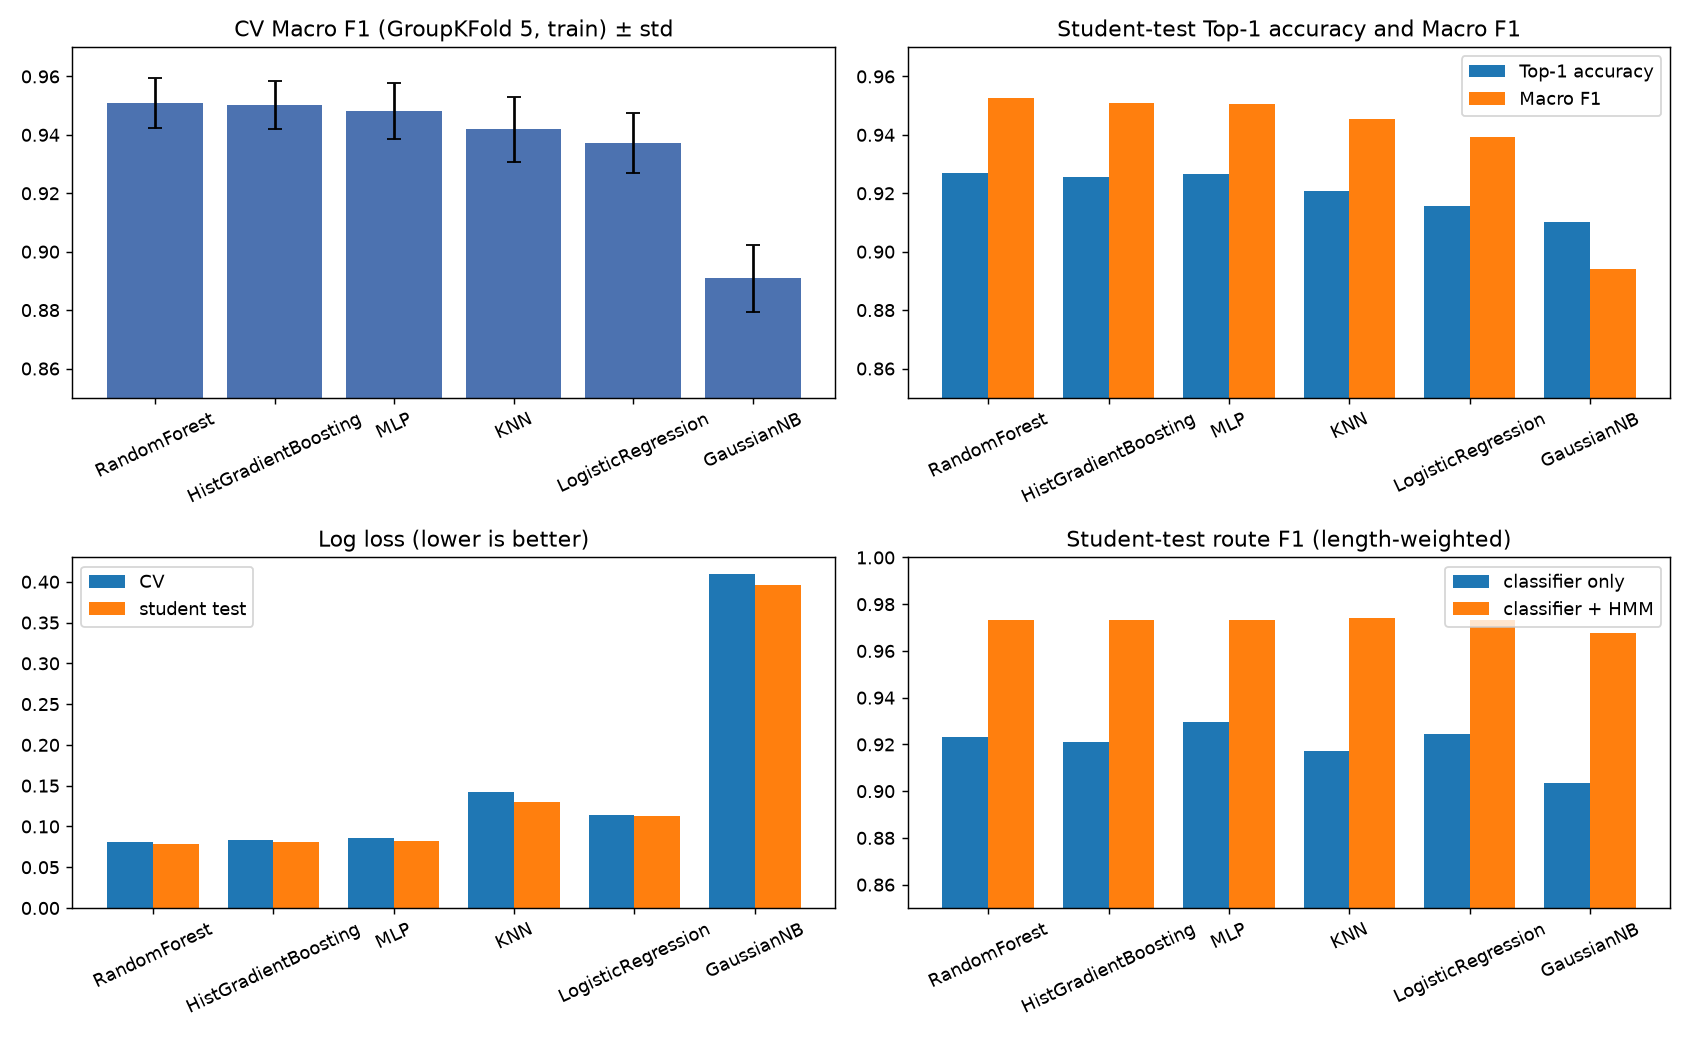 CV Macro F1 (GroupKFold 5, train) ± std
0.96
0.94
0.92
0.90
0.88
0.86
RandomForest
HistGradientBoosting
MLP
KNN
LogisticRegression
GaussianNB
Student-test Top-1 accuracy and Macro F1
Top-1 accuracy
Macro F1
0.96
0.94
0.92
0.90
0.88
0.86
RandomForest
HistGradientBoosting
MLP
KNN
LogisticRegression
GaussianNB
Log loss (lower is better)
CV
student test
0.40
0.35
0.30
0.25
0.20
0.15
0.10
0.05
0.00
RandomForest
HistGradientBoosting
MLP
KNN
LogisticRegression
GaussianNB
Student-test route F1 (length-weighted)
classifier only
classifier + HMM
1.00
0.98
0.96
0.94
0.92
0.90
0.88
0.86
RandomForest
HistGradientBoosting
MLP
KNN
LogisticRegression
GaussianNB